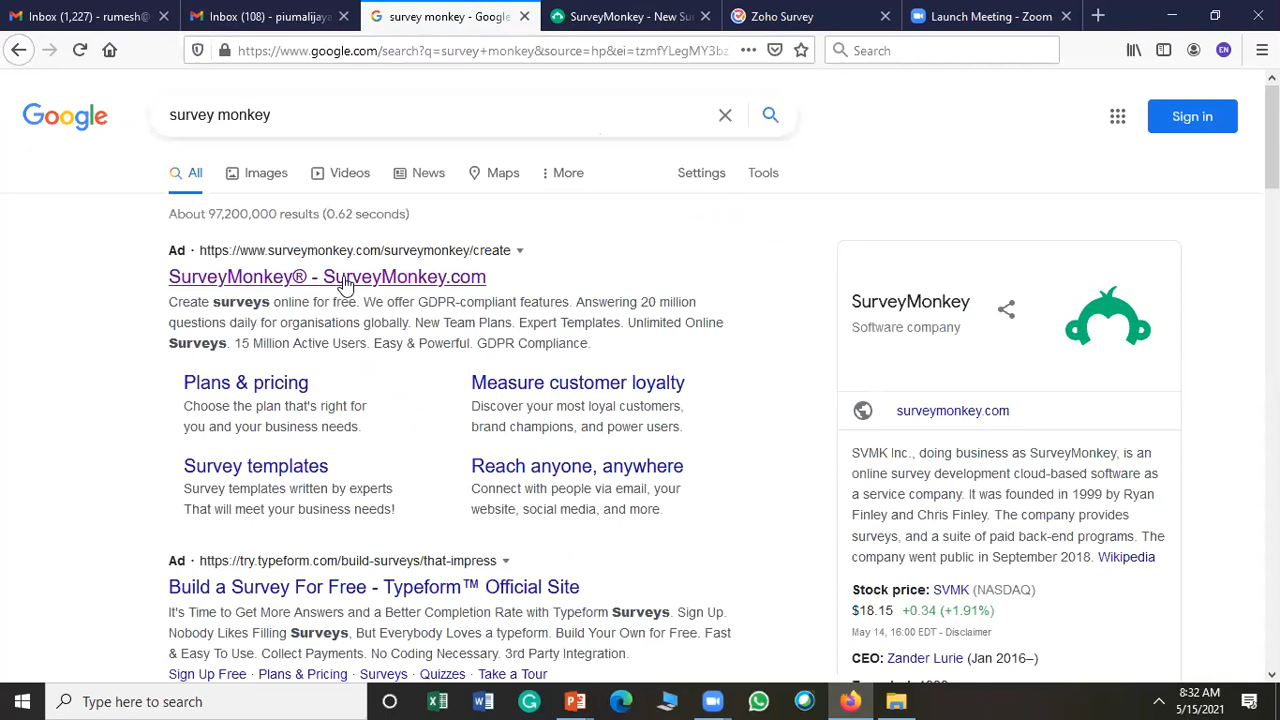 Inbox (1,227) - rumesh@
Inbox (108) - piumalijaya
survey monkey - Google
SurveyMonkey - New Su
Zoho Survey
Launch Meeting - Zoom
https://www.google.com/search?q=survey+monkey&source=hp&ei=tzmfYLegMY3bz
Search
EN
Google
survey monkey
Sign in
All
Images
Videos
News
Maps
More
Settings
Tools
About 97,200,000 results (0.62 seconds)
Ad · https://www.surveymonkey.com/surveymonkey/create
SurveyMonkey® - SurveyMonkey.com
Create surveys online for free. We offer GDPR-compliant features. Answering 20 million
questions daily for organisations globally. New Team Plans. Expert Templates. Unlimited Online
Surveys. 15 Million Active Users. Easy & Powerful. GDPR Compliance.
Plans & pricing
Choose the plan that's right for
you and your business needs.
Measure customer loyalty
Discover your most loyal customers,
brand champions, and power users.
Survey templates
Survey templates written by experts
That will meet your business needs!
Reach anyone, anywhere
Connect with people via email, your
website, social media, and more.
Ad · https://try.typeform.com/build-surveys/that-impress
Build a Survey For Free - Typeform™ Official Site
It's Time to Get More Answers and a Better Completion Rate with Typeform Surveys. Sign Up.
Nobody Likes Filling Surveys, But Everybody Loves a typeform. Build Your Own for Free. Fast
& Easy To Use. Collect Payments. No Coding Necessary. 3rd Party Integration.
Sign Up Free · Plans & Pricing · Surveys · Quizzes · Take a Tour
SurveyMonkey
Software company
surveymonkey.com
SVMK Inc., doing business as SurveyMonkey, is an
online survey development cloud-based software as
a service company. It was founded in 1999 by Ryan
Finley and Chris Finley. The company provides
surveys, and a suite of paid back-end programs. The
company went public in September 2018. Wikipedia
Stock price: SVMK (NASDAQ)
$18.15 +0.34 (+1.91%)
May 14, 16:00 EDT - Disclaimer
CEO: Zander Lurie (Jan 2016–)
Type here to search
8:32 AM
5/15/2021